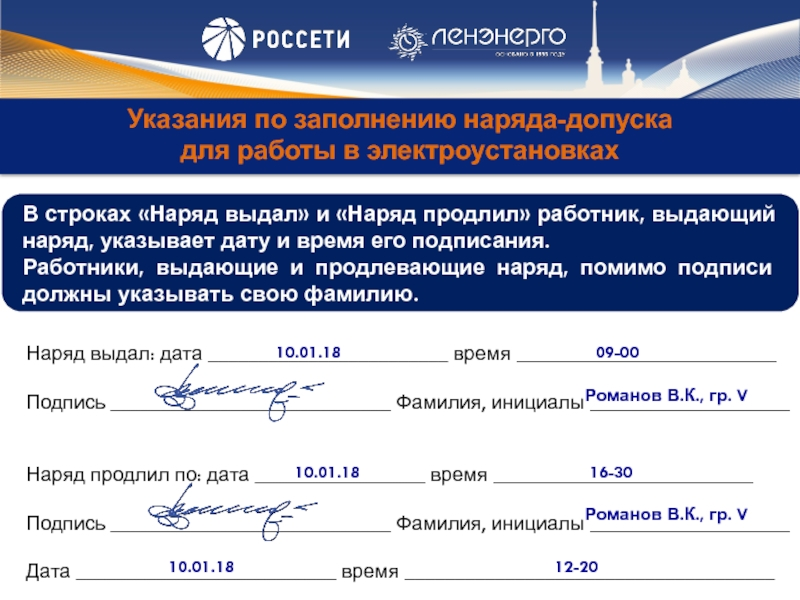 РОССЕТИ ЛЕНЭНЕРГО
ОСНОВАНО В 1886 ГОДУ
Указания по заполнению наряда-допуска
для работы в электроустановках
В строках «Наряд выдал» и «Наряд продлил» работник, выдающий
наряд, указывает дату и время его подписания.
Работники, выдающие и продлевающие наряд, помимо подписи
должны указывать свою фамилию.
Наряд выдал: дата 10.01.18 время 09-00
Подпись Фамилия, инициалы Романов В.К., гр. V
Наряд продлил по: дата 10.01.18 время 16-30
Подпись Фамилия, инициалы Романов В.К., гр. V
Дата 10.01.18 время 12-20